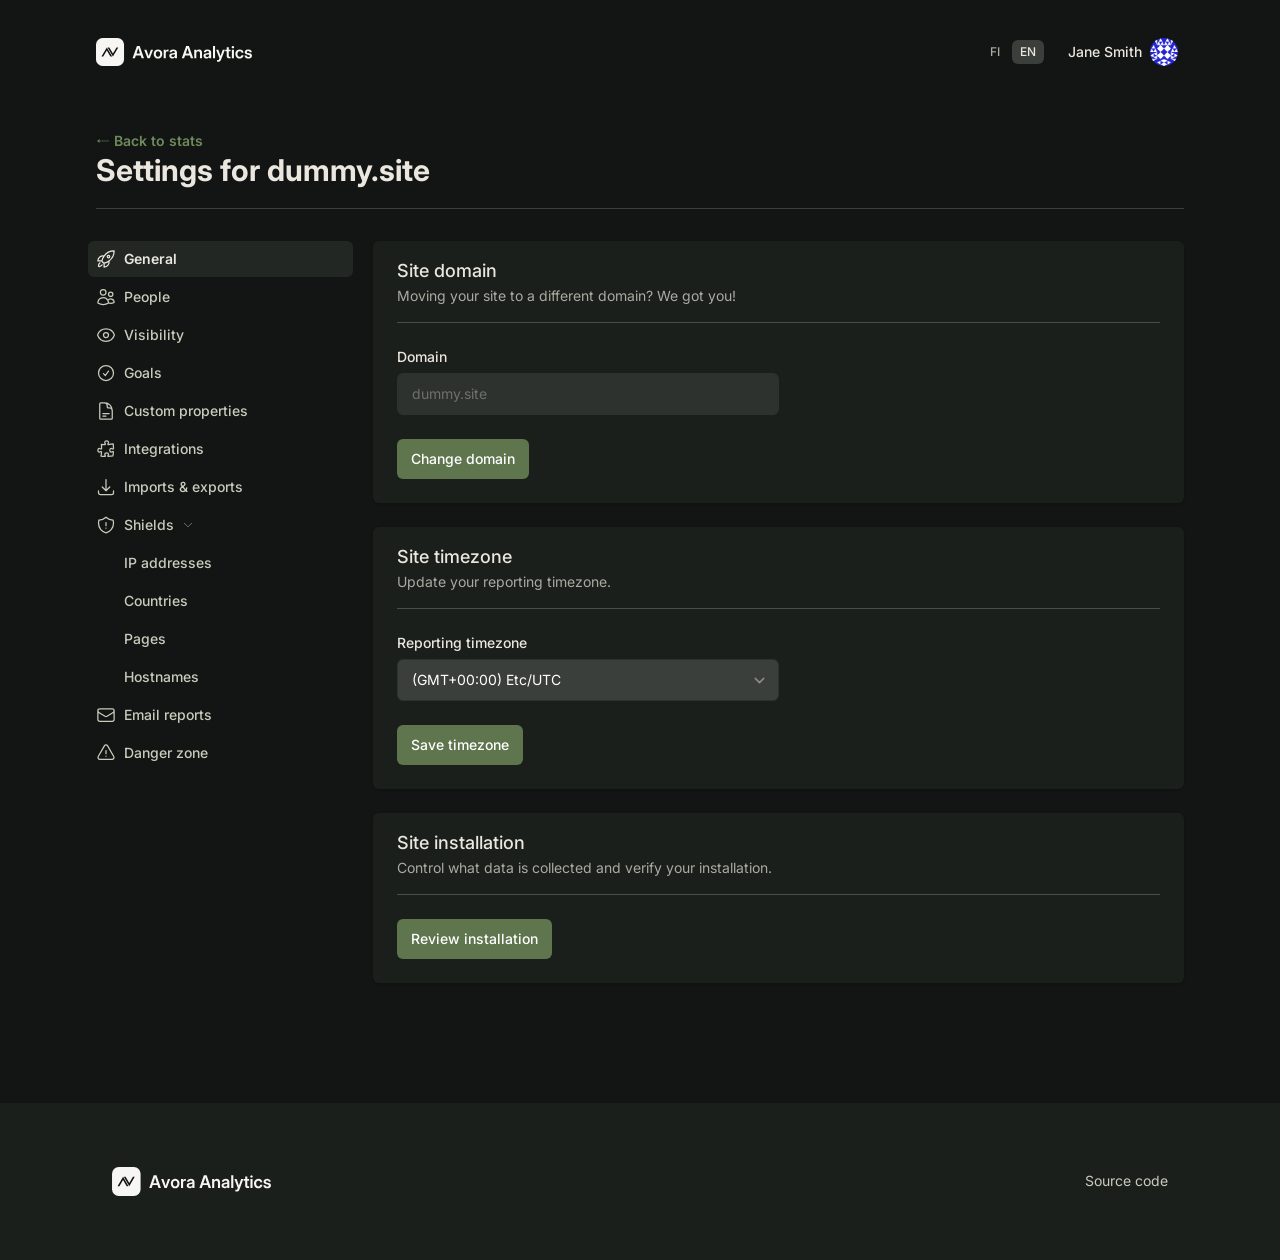 Avora Analytics
FI EN Jane Smith
← Back to stats
Settings for dummy.site
General
People
Visibility
Goals
Custom properties
Integrations
Imports & exports
Shields
IP addresses
Countries
Pages
Hostnames
Email reports
Danger zone
Site domain
Moving your site to a different domain? We got you!
Domain
dummy.site
Change domain
Site timezone
Update your reporting timezone.
Reporting timezone
(GMT+00:00) Etc/UTC
Save timezone
Site installation
Control what data is collected and verify your installation.
Review installation
Avora Analytics
Source code